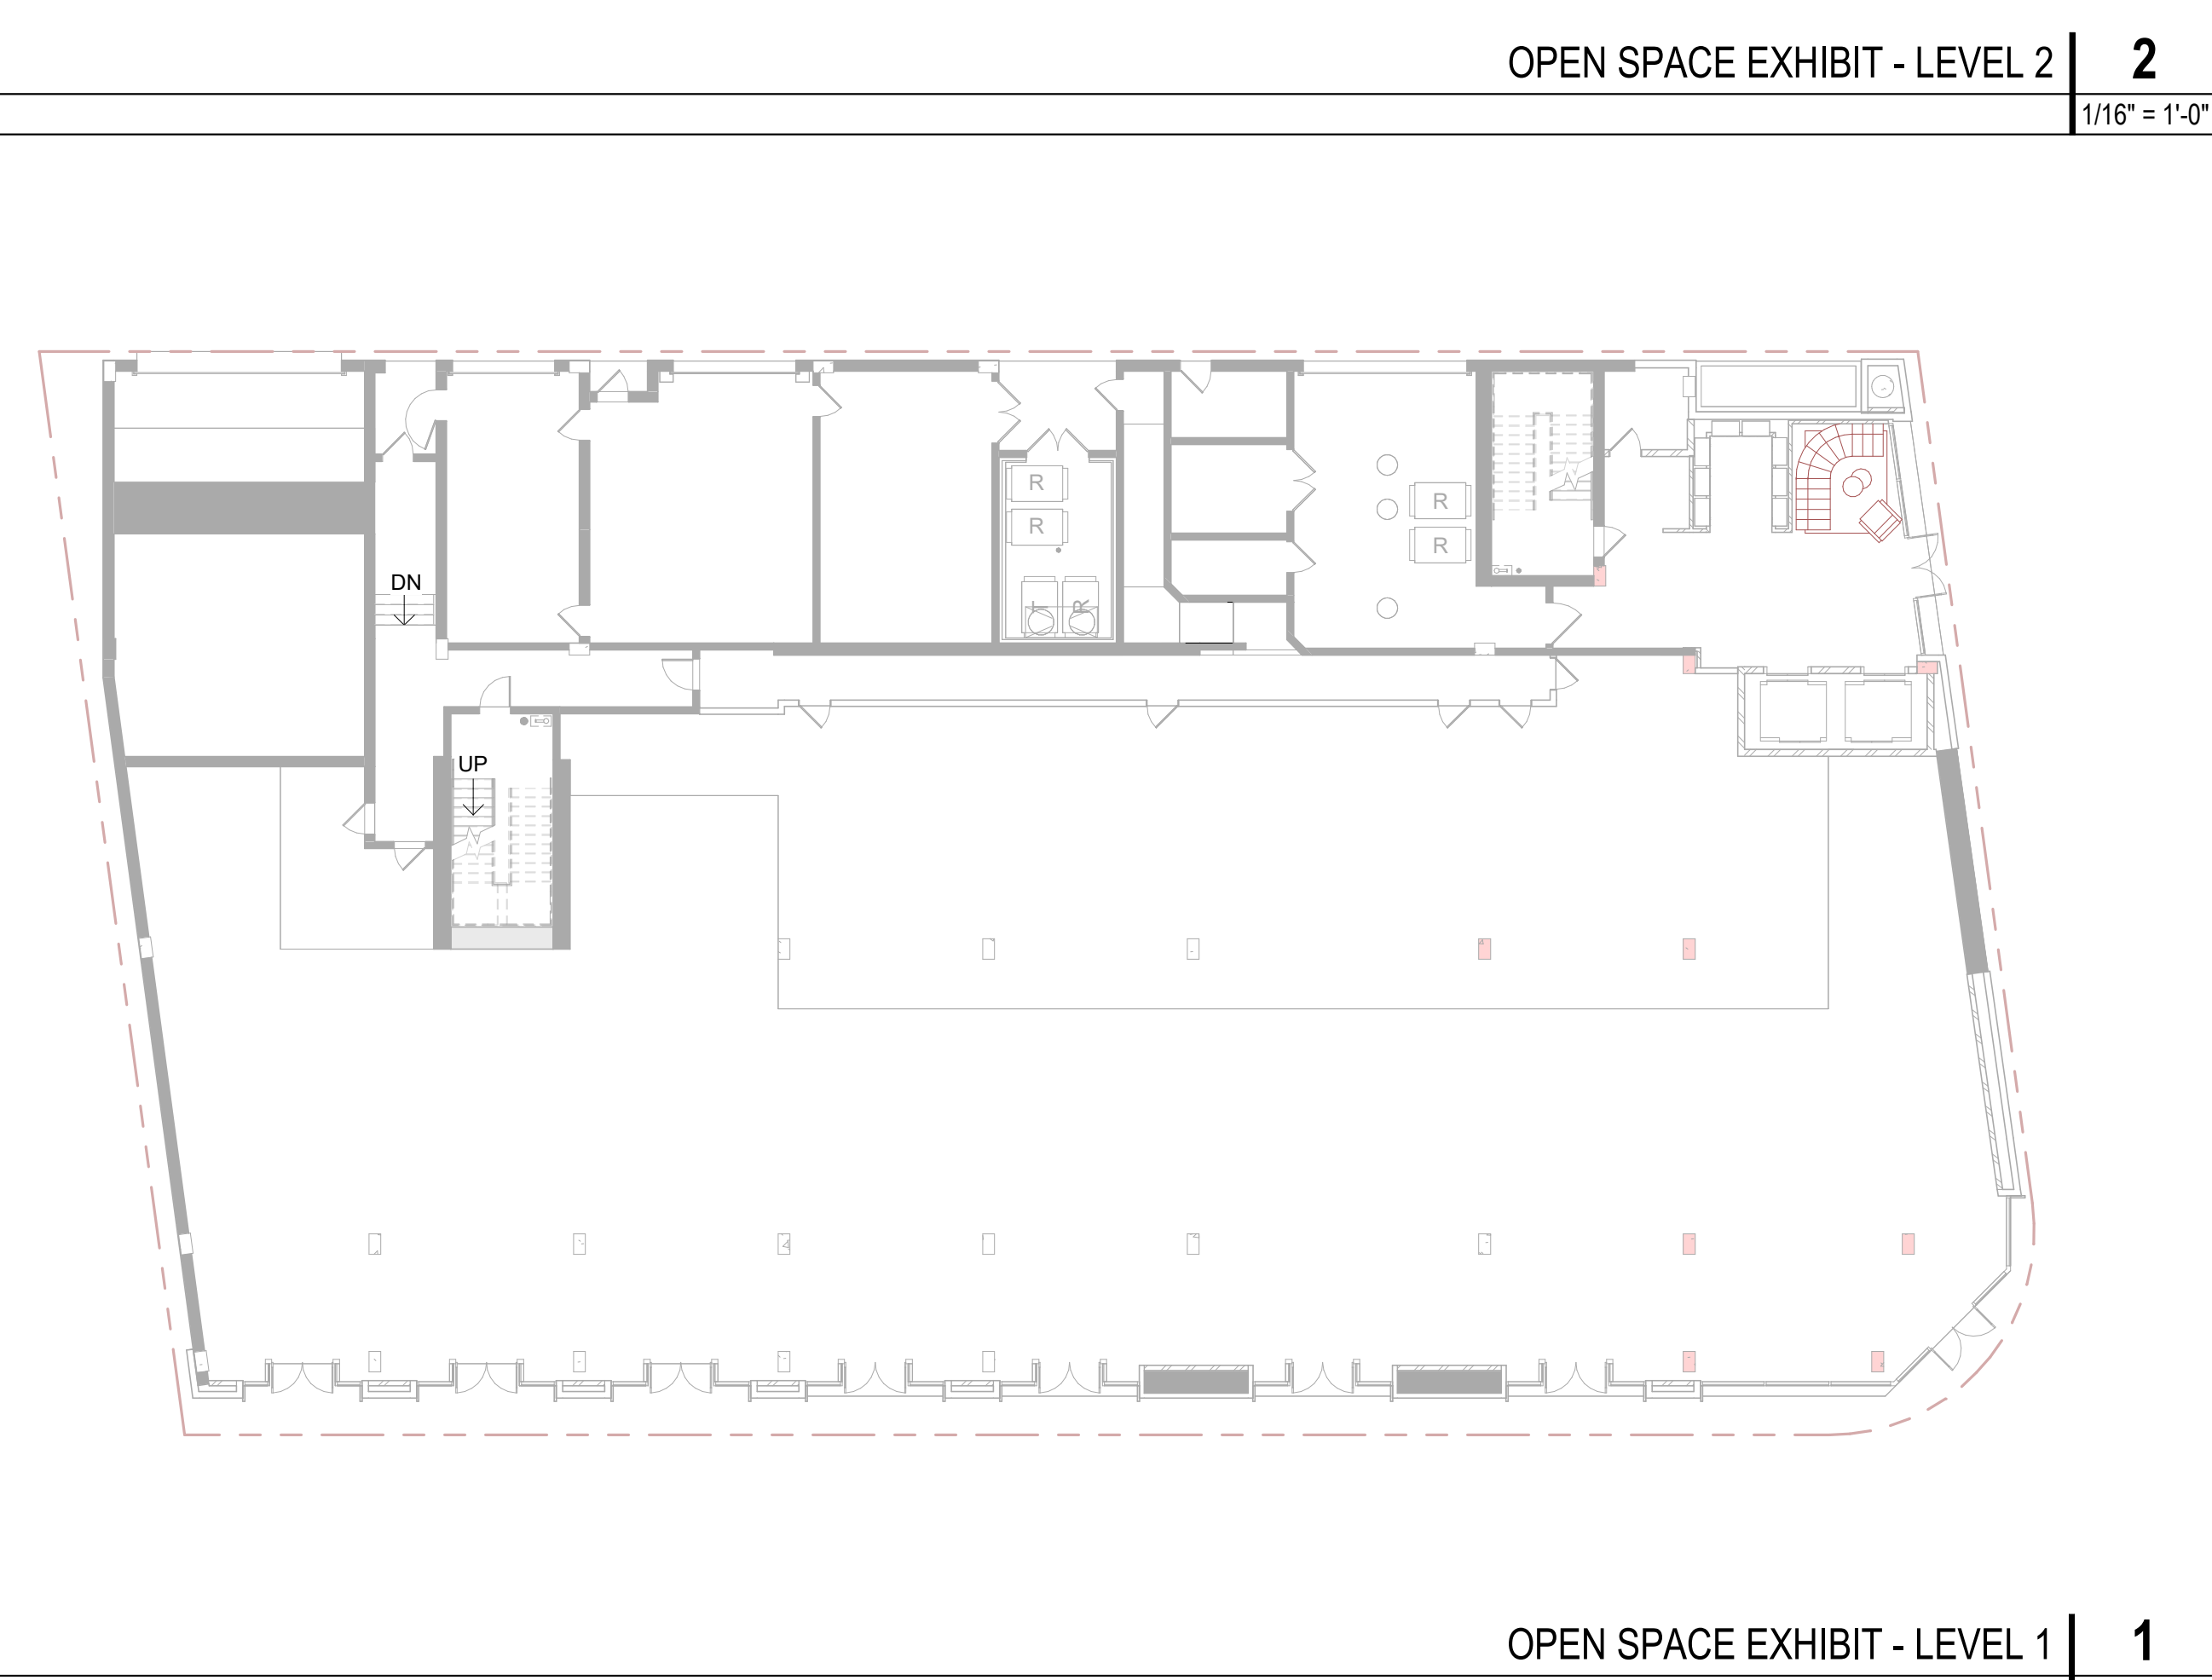 OPEN SPACE EXHIBIT - LEVEL 2
2
1/16" = 1'-0"
R
R
R
R
T
R
DN
UP
OPEN SPACE EXHIBIT - LEVEL 1
1